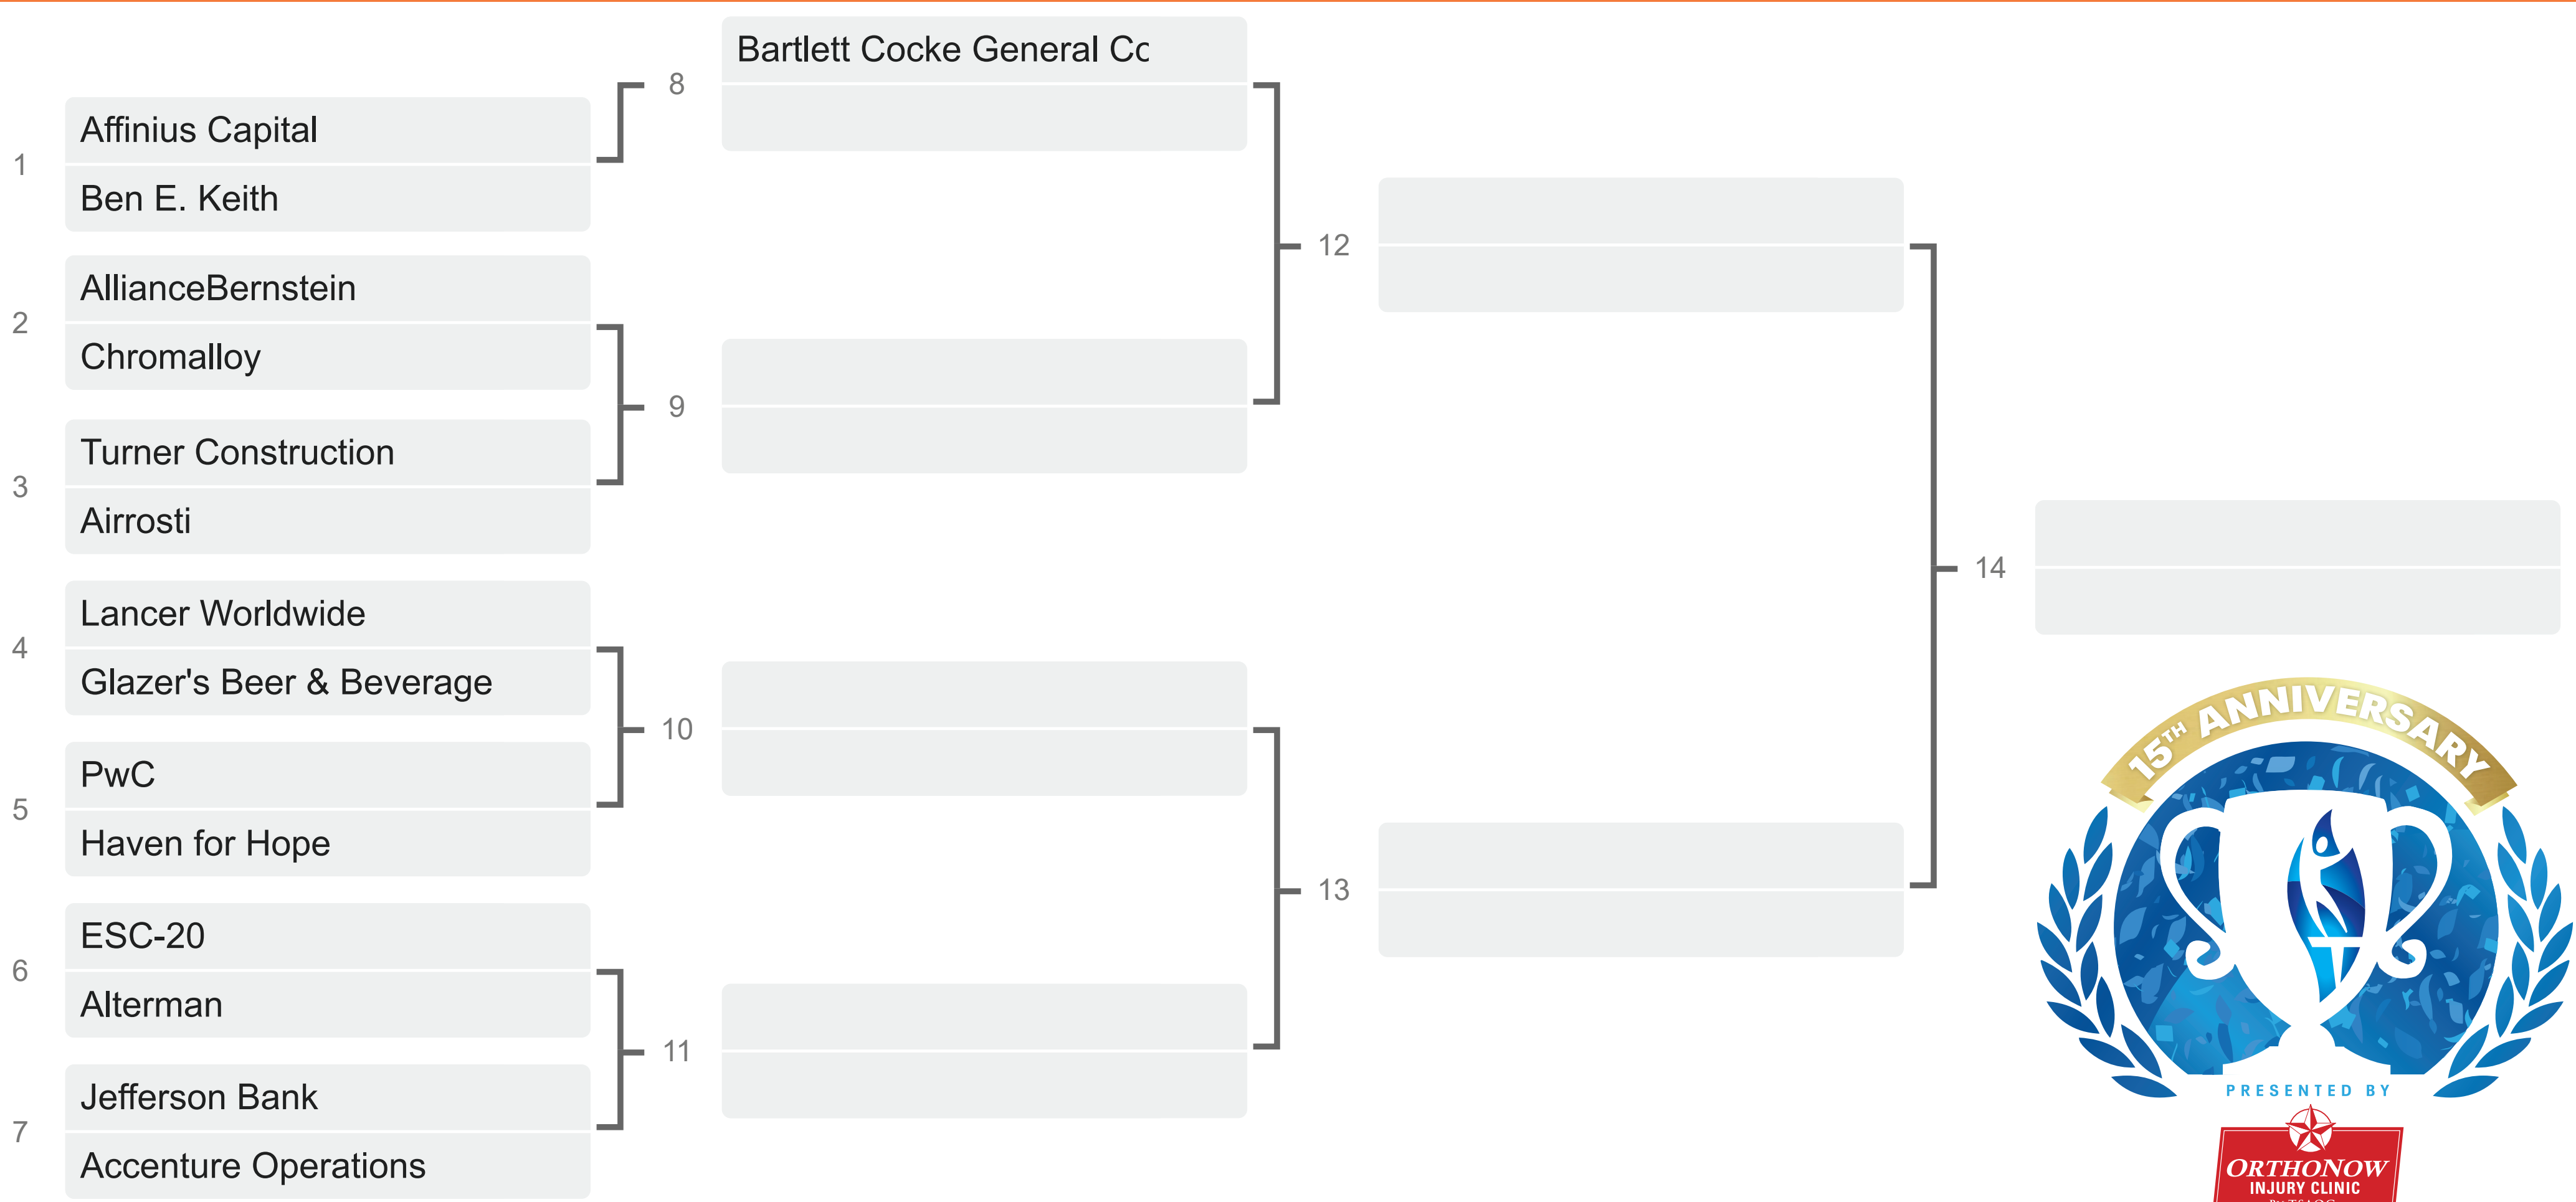 Bartlett Cocke General Cc
8
Affinius Capital
1
Ben E. Keith
12
AllianceBernstein
2
Chromalloy
9
Turner Construction
3
Airrosti
14
Lancer Worldwide
4
Glazer's Beer & Beverage
10
PwC
5
Haven for Hope
13
ESC-20
6
Alterman
11
Jefferson Bank
7
Accenture Operations
15TH ANNIVERSARY
PRESENTED BY
ORTHONOW
INJURY CLINIC